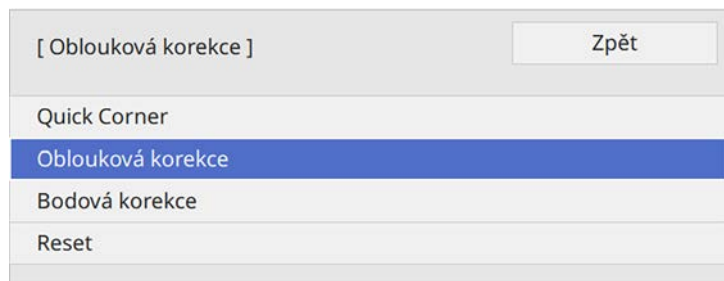 [ Oblouková korekce ]
Zpět
Quick Corner
Oblouková korekce
Bodová korekce
Reset